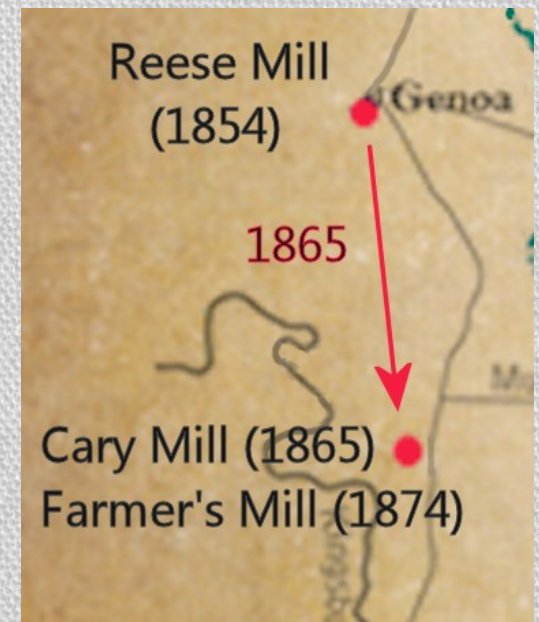 Reese Mill
(1854)
Genoa
1865
Cary Mill (1865)
Farmer's Mill (1874)